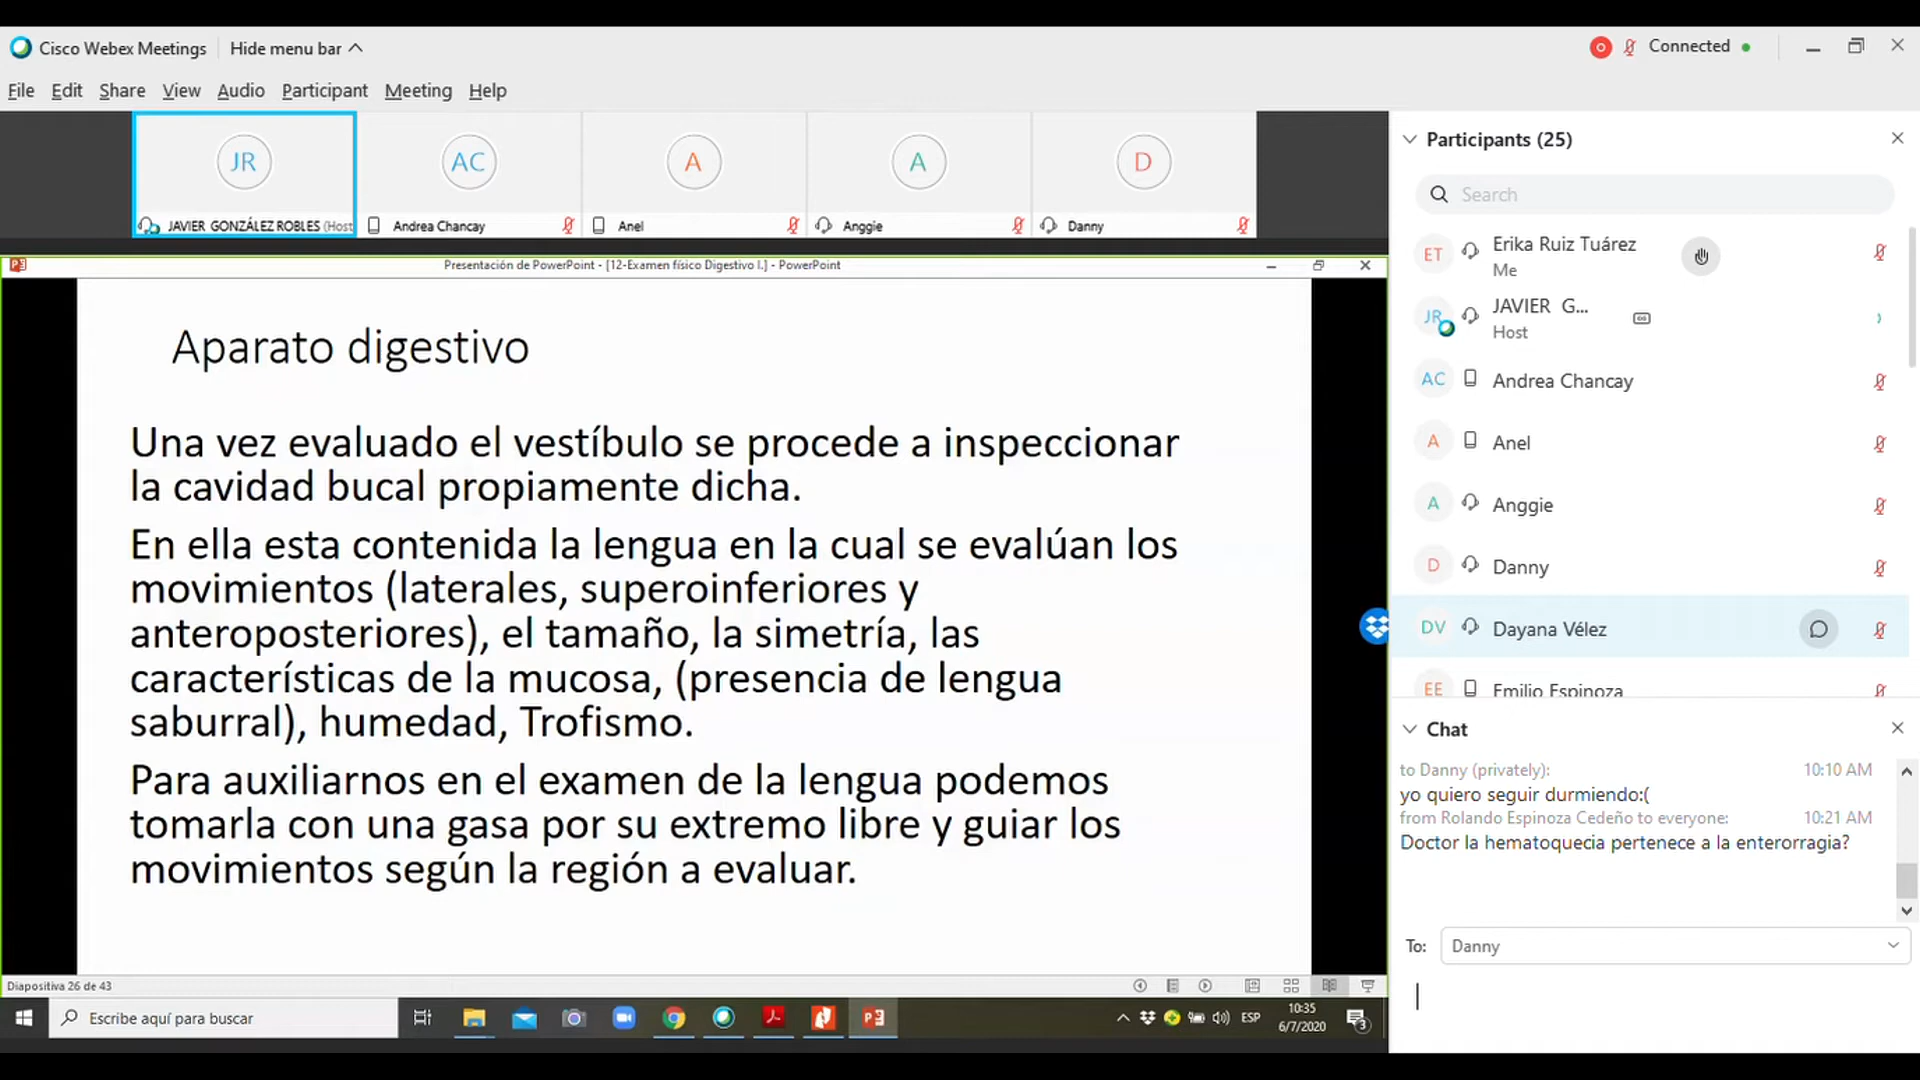 Cisco Webex Meetings
Hide menu bar
Connected
File Edit Share View Audio Participant Meeting Help
JR
JAVIER GONZÁLEZ ROBLES (Host
AC
Andrea Chancay
A
Anel
A
Anggie
D
Danny
Presentación de PowerPoint - [12-Examen físico Digestivo I.] - PowerPoint
Aparato digestivo
Una vez evaluado el vestíbulo se procede a inspeccionar
la cavidad bucal propiamente dicha.
En ella esta contenida la lengua en la cual se evalúan los
movimientos (laterales, superoinferiores y
anteroposteriores), el tamaño, la simetría, las
características de la mucosa, (presencia de lengua
saburral), humedad, Trofismo.
Para auxiliarnos en el examen de la lengua podemos
tomarla con una gasa por su extremo libre y guiar los
movimientos según la región a evaluar.
Diapositiva 26 de 43
Escribe aquí para buscar
ESP
10:35
6/7/2020
3
Participants (25)
Search
ET
Erika Ruiz Tuárez
Me
JR
JAVIER G...
Host
AC
Andrea Chancay
A
Anel
A
Anggie
D
Danny
DV
Dayana Vélez
EE
Emilio Espinoza
Chat
to Danny (privately): 10:10 AM
yo quiero seguir durmiendo:(
from Rolando Espinoza Cedeño to everyone: 10:21 AM
Doctor la hematoquecia pertenece a la enterorragia?
To: Danny